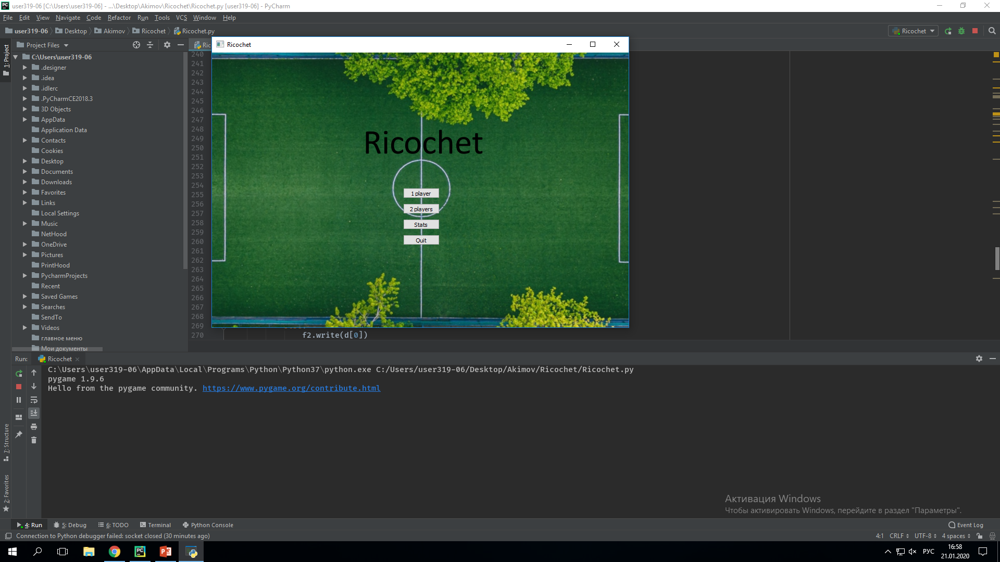 user319-06 [C:\Users\user319-06] - ...\Desktop\Akimov\Ricochet\Ricochet.py [user319-06] - PyCharm
File Edit View Navigate Code Refactor Run Tools VCS Window Help
user319-06 Desktop Akimov Ricochet Ricochet.py
Ricochet
1: Project
Project Files
Ric
C:\Users\user319-06
.designer
.idea
.idlerc
.PyCharmCE2018.3
3D Objects
AppData
Application Data
Contacts
Cookies
Desktop
Documents
Downloads
Favorites
Links
Local Settings
Music
NetHood
OneDrive
Pictures
PrintHood
PycharmProjects
Recent
Saved Games
Searches
SendTo
Videos
главное меню
Мои документы
240
241
242
243
244
245
246
247
248
249
250
251
252
253
254
255
256
257
258
259
260
261
262
263
264
265
266
267
268
269
270 f2.write(d[0])
Ricochet
Ricochet
1 player
2 players
Stats
Quit
Run: Ricochet
C:\Users\user319-06\AppData\Local\Programs\Python\Python37\python.exe C:/Users/user319-06/Desktop/Akimov/Ricochet/Ricochet.py
pygame 1.9.6
Hello from the pygame community. https://www.pygame.org/contribute.html
7: Structure
2: Favorites
Активация Windows
Чтобы активировать Windows, перейдите в раздел "Параметры".
4: Run 5: Debug 6: TODO Terminal Python Console Event Log
Connection to Python debugger failed: socket closed (30 minutes ago) 4:1 CRLF UTF-8 4 spaces
РУС
16:58
21.01.2020